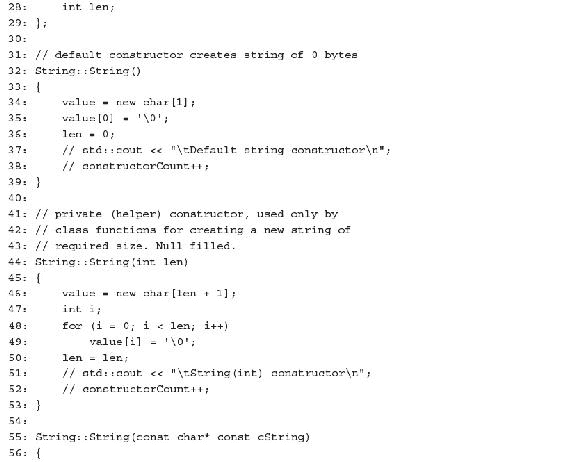 28:     int len;
29: };
30:
31: // default constructor creates string of 0 bytes
32: String::String()
33: {
34:     value = new char[1];
35:     value[0] = '\0';
36:     len = 0;
37:     // std::cout << "\tDefault string constructor\n";
38:     // constructorCount++;
39: }
40:
41: // private (helper) constructor, used only by
42: // class functions for creating a new string of
43: // required size. Null filled.
44: String::String(int len)
45: {
46:     value = new char[len + 1];
47:     int i;
48:     for (i = 0; i < len; i++)
49:         value[i] = '\0';
50:     len = len;
51:     // std::cout << "\tString(int) constructor\n";
52:     // constructorCount++;
53: }
54:
55: String::String(const char* const cString)
56: {